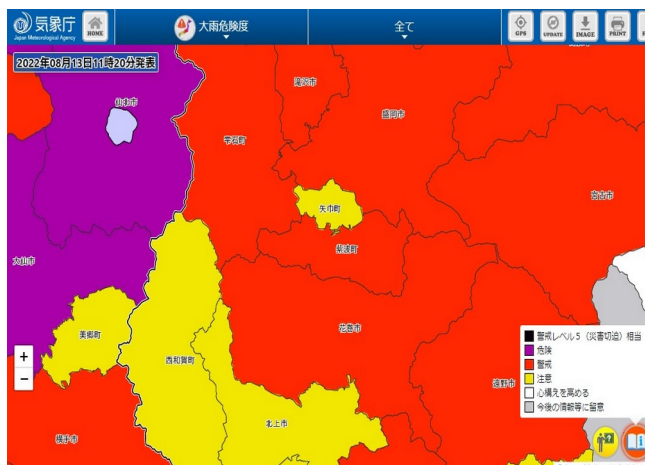 気象庁
Japan Meteorological Agency
HOME
大雨危険度
全て
GPS
UPDATE
IMAGE
PRINT
2022年08月13日11時20分発表
仙北市
滝沢市
盛岡市
雫石町
宮古市
矢巾町
紫波町
大仙市
美郷町
花巻市
西和賀町
遠野市
北上市
横手市
+
−
警戒レベル5（災害切迫）相当
危険
警戒
注意
心構えを高める
今後の情報等に留意